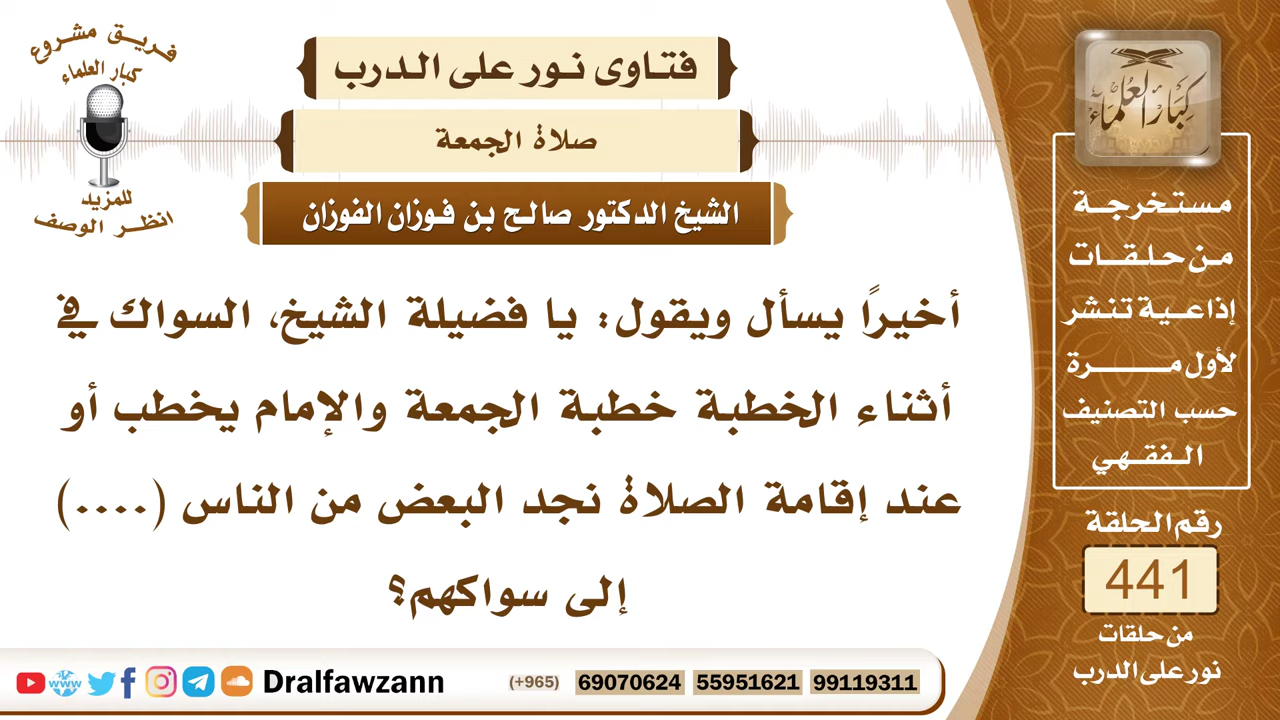 فريق مشروع
كبار العلماء
للمزيد
انظر الوصف
فتاوى نور على الدرب
صلاة الجمعة
الشيخ الدكتور صالح بن فوزان الفوزان
أخيرًا يسأل ويقول: يا فضيلة الشيخ، السواك في
أثناء الخطبة خطبة الجمعة والإمام يخطب أو
عند إقامة الصلاة نجد البعض من الناس (....)
إلى سواكهم؟
كبار العلماء
مستخرجة
من حلقات
إذاعية تنشر
لأول مرة
حسب التصنيف
الفقهي
رقم الحلقة
441
من حلقات
نور على الدرب
www Dralfawzann (+965) 69070624 55951621 99119311